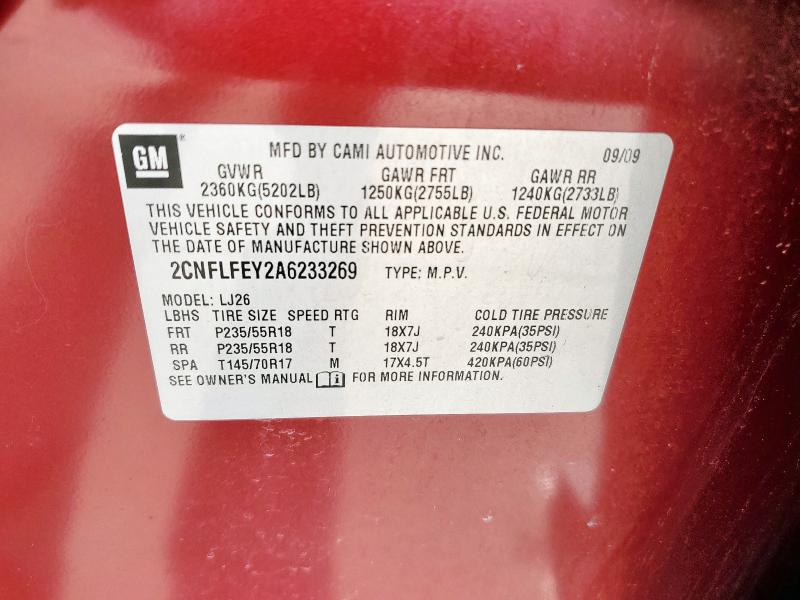 GM ®
MFD BY CAMI AUTOMOTIVE INC. 09/09
GVWR GAWR FRT GAWR RR
2360KG(5202LB) 1250KG(2755LB) 1240KG(2733LB)
THIS VEHICLE CONFORMS TO ALL APPLICABLE U.S. FEDERAL MOTOR
VEHICLE SAFETY AND THEFT PREVENTION STANDARDS IN EFFECT ON
THE DATE OF MANUFACTURE SHOWN ABOVE.
2CNFLFEY2A6233269 TYPE: M.P.V.
MODEL: LJ26
LBHS TIRE SIZE SPEED RTG RIM COLD TIRE PRESSURE
FRT P235/55R18 T 18X7J 240KPA(35PSI)
RR P235/55R18 T 18X7J 240KPA(35PSI)
SPA T145/70R17 M 17X4.5T 420KPA(60PSI)
SEE OWNER'S MANUAL FOR MORE INFORMATION.